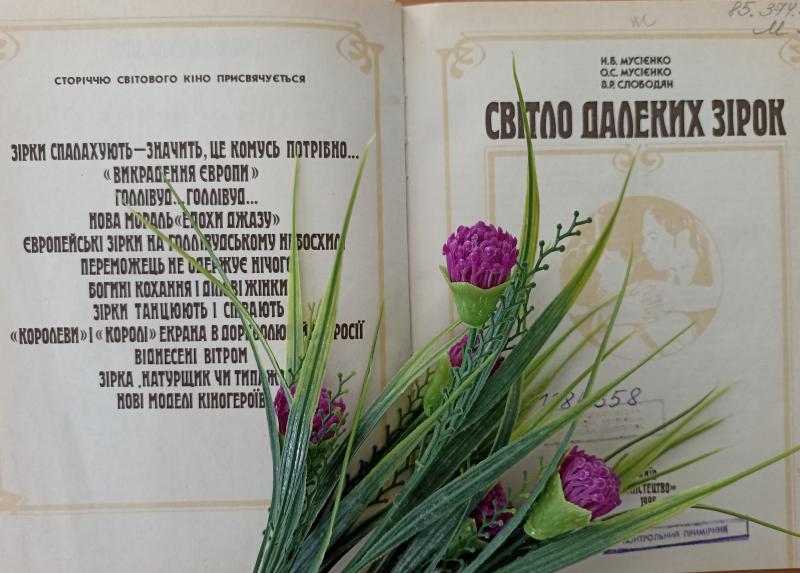 СТОРІЧЧЮ СВІТОВОГО КІНО ПРИСВЯЧУЄТЬСЯ
ЗІРКИ СПАЛАХУЮТЬ—ЗНАЧИТЬ, ЦЕ КОМУСЬ ПОТРІБНО...
«ВИКРАДЕННЯ ЄВРОПИ»
ГОЛЛІВУД... ГОЛЛІВУД...
НОВА МОРАЛЬ «ЕПОХИ ДЖАЗУ»
ЄВРОПЕЙСЬКІ ЗІРКИ НА ГОЛЛІВУДСЬКОМУ НЕБОСХИЛІ
ПЕРЕМОЖЕЦЬ НЕ ОДЕРЖУЄ НІЧОГО
БОГИНІ КОХАННЯ І ДІЛОВІ ЖІНКИ
ЗІРКИ ТАНЦЮЮТЬ І СПІВАЮТЬ
«КОРОЛЕВИ» І «КОРОЛІ» ЕКРАНА В ДОРЕВОЛЮЦІЙНІЙ РОСІЇ
ВІДНЕСЕНІ ВІТРОМ
ЗІРКА, НАТУРЩИК ЧИ
НОВІ МОДЕЛІ КІНОГЕРОЇВ
85.374.
М
Н.Б. МУСІЄНКО
О.С. МУСІЄНКО
В.Р. СЛОБОДЯН
СВІТЛО ДАЛЕКИХ ЗІРОК
КОНТРОЛЬНИЙ ПРИМІРНИК